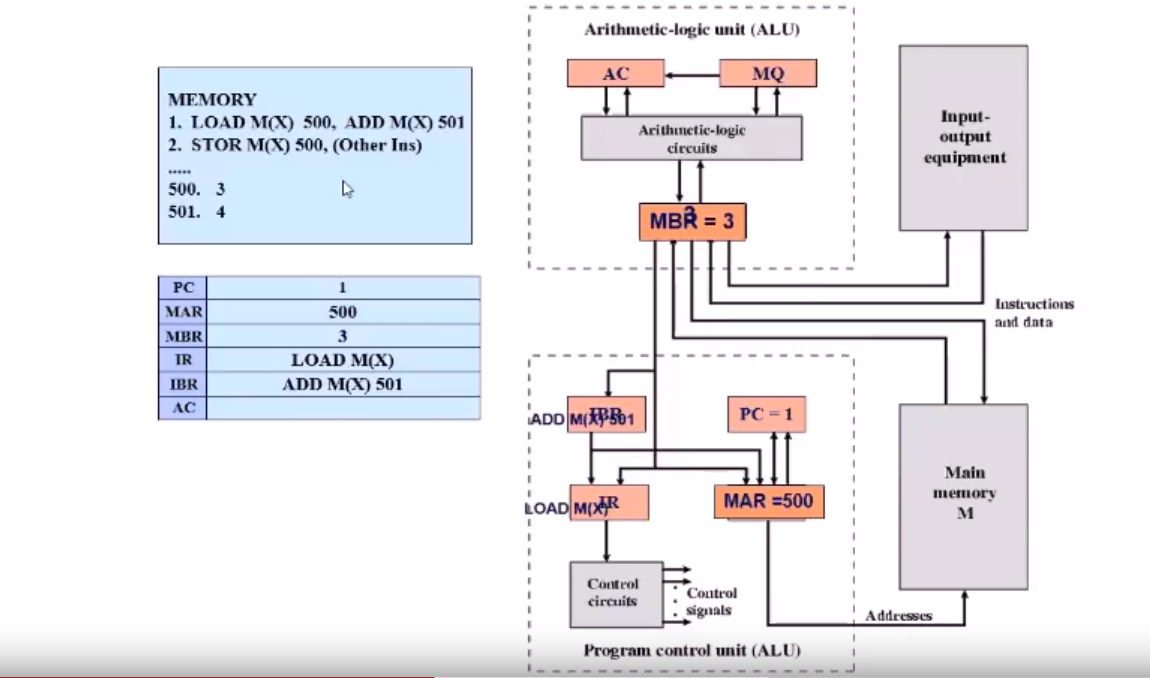 MEMORY
1. LOAD M(X) 500, ADD M(X) 501
2. STOR M(X) 500, (Other Ins)
.....
500. 3
501. 4
PC 1
MAR 500
MBR 3
IR LOAD M(X)
IBR ADD M(X) 501
AC
Arithmetic-logic unit (ALU)
AC
MQ
Arithmetic-logic
circuits
3
MBR = 3
Input-
output
equipment
Instructions
and data
IBR
ADD M(X) 501
PC = 1
IR
LOAD M(X)
MAR =500
Main
memory
M
Control
circuits
Control
signals
Addresses
Program control unit (ALU)